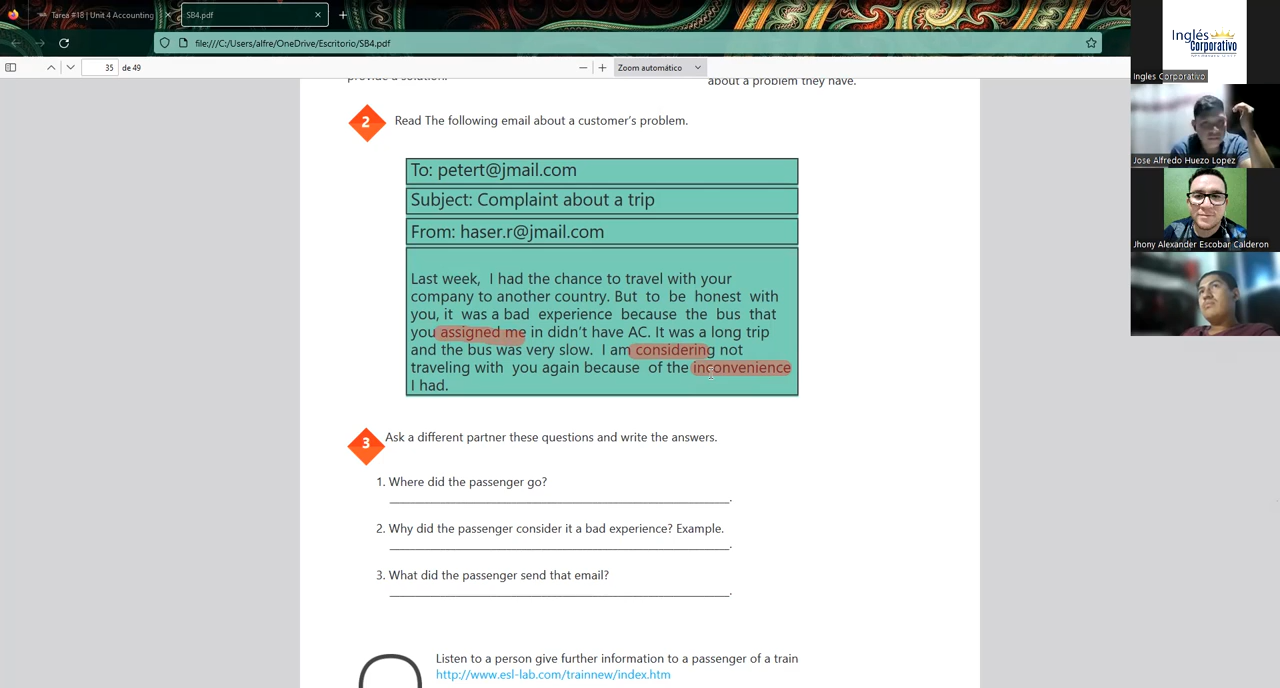 Tarea #18 | Unit 4 Accounting
SB4.pdf
file:///C:/Users/alfre/OneDrive/Escritorio/SB4.pdf
35 de 49
Zoom automático
provide a solution.
about a problem they have.
2 Read The following email about a customer's problem.
To: petert@jmail.com
Subject: Complaint about a trip
From: haser.r@jmail.com
Last week, I had the chance to travel with your
company to another country. But to be honest with
you, it was a bad experience because the bus that
you assigned me in didn't have AC. It was a long trip
and the bus was very slow. I am considering not
traveling with you again because of the inconvenience
I had.
3 Ask a different partner these questions and write the answers.
1. Where did the passenger go?
2. Why did the passenger consider it a bad experience? Example.
3. What did the passenger send that email?
Listen to a person give further information to a passenger of a train
http://www.esl-lab.com/trainnew/index.htm
Inglés
Corporativo
Ingles Corporativo
Jose Alfredo Huezo Lopez
Jhony Alexander Escobar Calderon